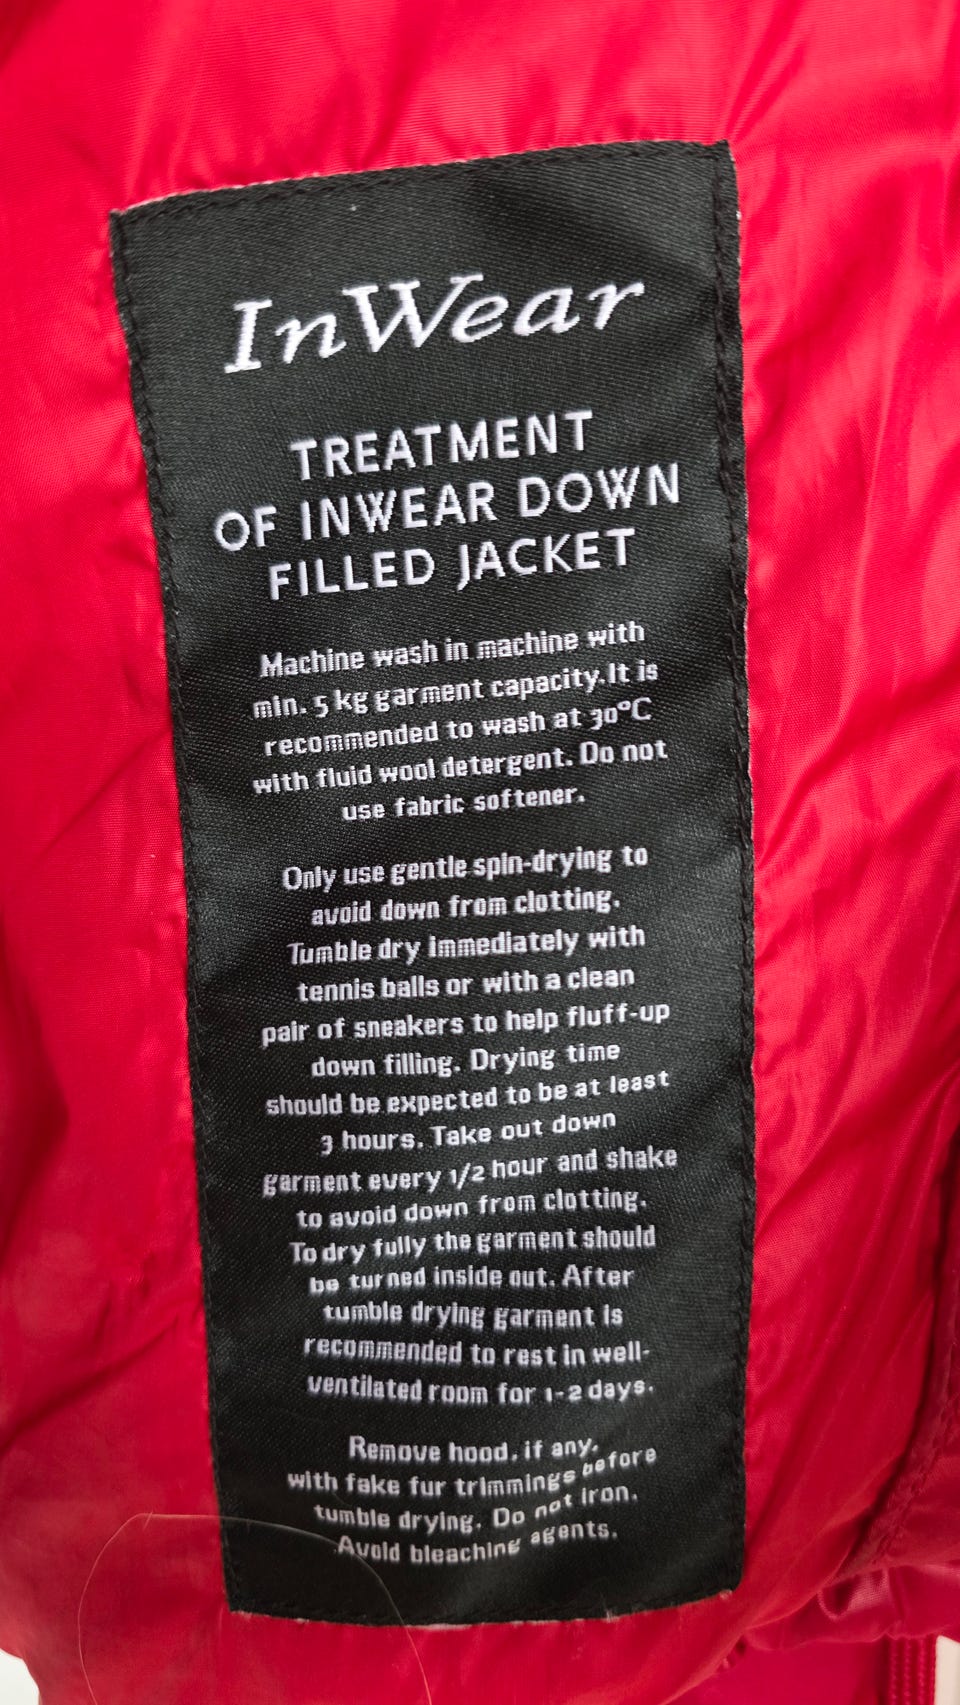 InWear
TREATMENT
OF INWEAR DOWN
FILLED JACKET
Machine wash in machine with
min. 5 kg garment capacity. It is
recommended to wash at 30°C
with fluid wool detergent. Do not
use fabric softener.
Only use gentle spin-drying to
avoid down from clotting.
Tumble dry immediately with
tennis balls or with a clean
pair of sneakers to help fluff-up
down filling. Drying time
should be expected to be at least
3 hours. Take out down
garment every 1/2 hour and shake
to avoid down from clotting.
To dry fully the garment should
be turned inside out. After
tumble drying garment is
recommended to rest in well-
ventilated room for 1-2 days.
Remove hood, if any,
with fake fur trimmings before
tumble drying. Do not iron.
Avoid bleaching agents.